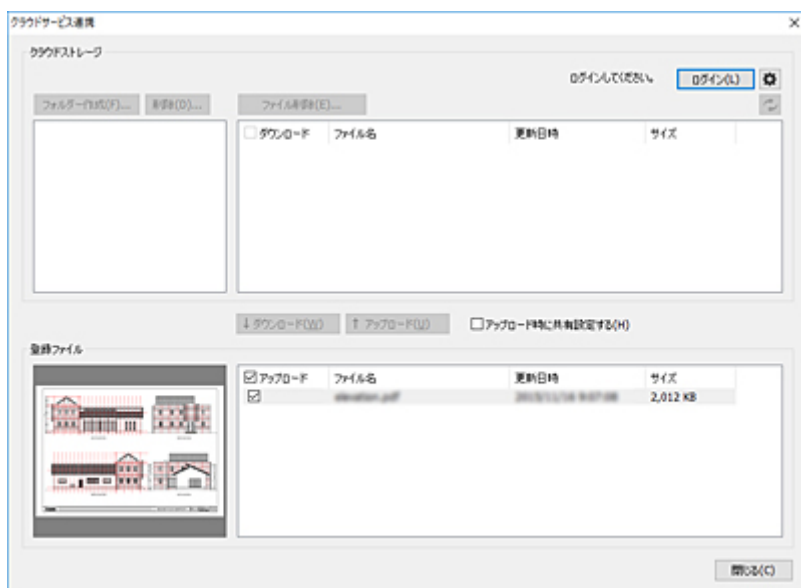 クラウドサービス連携
クラウドストレージ
ログインしてください。 ログイン(L)
フォルダー作成(F)... 削除(D)... ファイル削除(E)...
ダウンロード ファイル名 更新日時 サイズ
↓ダウンロード(W) ↑アップロード(U) アップロード時に共有設定する(H)
登録ファイル
アップロード ファイル名 更新日時 サイズ
elevation.pdf 2,012 KB
閉じる(C)